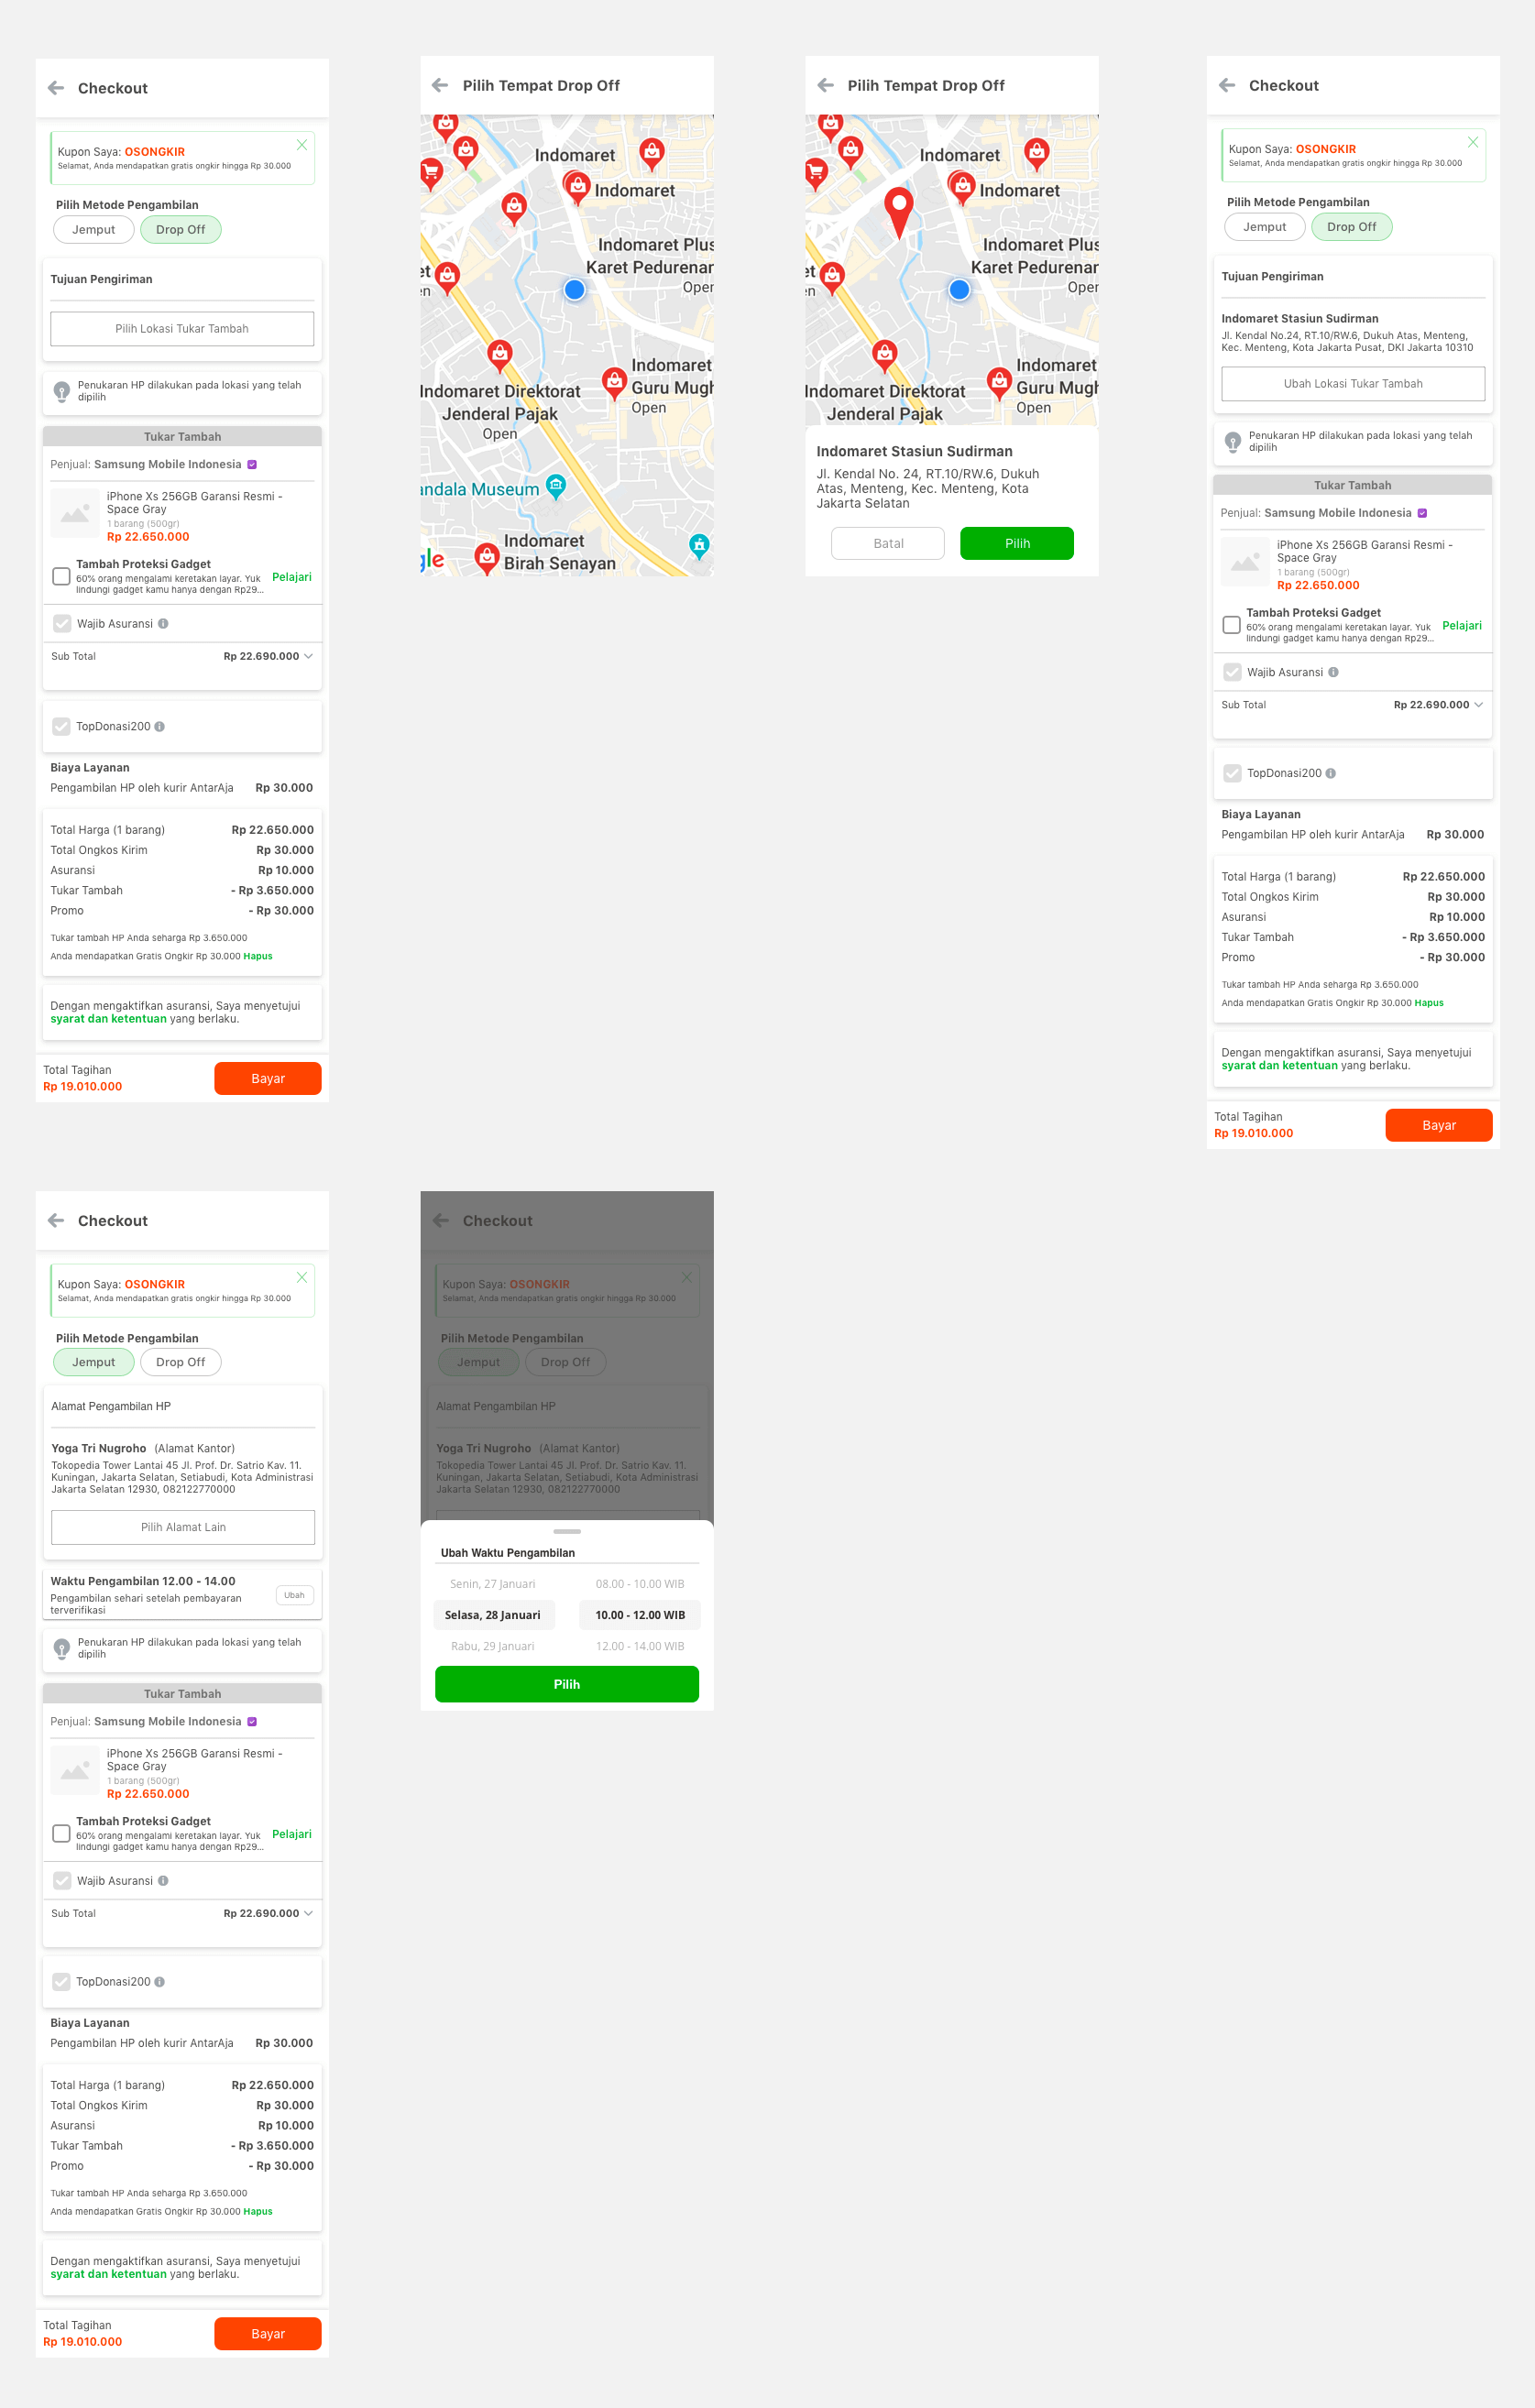 Checkout
Kupon Saya: OSONGKIR
Selamat, Anda mendapatkan gratis ongkir hingga Rp 30.000
Pilih Metode Pengambilan
Jemput Drop Off
Tujuan Pengiriman
Pilih Lokasi Tukar Tambah
Penukaran HP dilakukan pada lokasi yang telah
dipilih
Tukar Tambah
Penjual: Samsung Mobile Indonesia
iPhone Xs 256GB Garansi Resmi -
Space Gray
1 barang (500gr)
Rp 22.650.000
Tambah Proteksi Gadget
60% orang mengalami keretakan layar. Yuk
lindungi gadget kamu hanya dengan Rp29...
Pelajari
Wajib Asuransi
Sub Total Rp 22.690.000
TopDonasi200
Biaya Layanan
Pengambilan HP oleh kurir AntarAja Rp 30.000
Total Harga (1 barang) Rp 22.650.000
Total Ongkos Kirim Rp 30.000
Asuransi Rp 10.000
Tukar Tambah - Rp 3.650.000
Promo - Rp 30.000
Tukar tambah HP Anda seharga Rp 3.650.000
Anda mendapatkan Gratis Ongkir Rp 30.000 Hapus
Dengan mengaktifkan asuransi, Saya menyetujui
syarat dan ketentuan yang berlaku.
Total Tagihan
Rp 19.010.000
Bayar
Pilih Tempat Drop Off
Indomaret
Indomaret
Indomaret Plus
Karet Pedurenan
Open
et
en
Indomaret
Guru Mugh
Open
Indomaret Direktorat
Jenderal Pajak
Open
andala Museum
Indomaret
Birah Senayan
gle
Pilih Tempat Drop Off
Indomaret
Indomaret
Indomaret Plus
Karet Pedurenan
Open
et
en
Indomaret
Guru Mugh
Open
Indomaret Direktorat
Jenderal Pajak
Indomaret Stasiun Sudirman
Jl. Kendal No. 24, RT.10/RW.6, Dukuh
Atas, Menteng, Kec. Menteng, Kota
Jakarta Selatan
Batal Pilih
Checkout
Kupon Saya: OSONGKIR
Selamat, Anda mendapatkan gratis ongkir hingga Rp 30.000
Pilih Metode Pengambilan
Jemput Drop Off
Tujuan Pengiriman
Indomaret Stasiun Sudirman
Jl. Kendal No.24, RT.10/RW.6, Dukuh Atas, Menteng,
Kec. Menteng, Kota Jakarta Pusat, DKI Jakarta 10310
Ubah Lokasi Tukar Tambah
Penukaran HP dilakukan pada lokasi yang telah
dipilih
Tukar Tambah
Penjual: Samsung Mobile Indonesia
iPhone Xs 256GB Garansi Resmi -
Space Gray
1 barang (500gr)
Rp 22.650.000
Tambah Proteksi Gadget
60% orang mengalami keretakan layar. Yuk
lindungi gadget kamu hanya dengan Rp29...
Pelajari
Wajib Asuransi
Sub Total Rp 22.690.000
TopDonasi200
Biaya Layanan
Pengambilan HP oleh kurir AntarAja Rp 30.000
Total Harga (1 barang) Rp 22.650.000
Total Ongkos Kirim Rp 30.000
Asuransi Rp 10.000
Tukar Tambah - Rp 3.650.000
Promo - Rp 30.000
Tukar tambah HP Anda seharga Rp 3.650.000
Anda mendapatkan Gratis Ongkir Rp 30.000 Hapus
Dengan mengaktifkan asuransi, Saya menyetujui
syarat dan ketentuan yang berlaku.
Total Tagihan
Rp 19.010.000
Bayar
Checkout
Kupon Saya: OSONGKIR
Selamat, Anda mendapatkan gratis ongkir hingga Rp 30.000
Pilih Metode Pengambilan
Jemput Drop Off
Alamat Pengambilan HP
Yoga Tri Nugroho (Alamat Kantor)
Tokopedia Tower Lantai 45 Jl. Prof. Dr. Satrio Kav. 11.
Kuningan, Jakarta Selatan, Setiabudi, Kota Administrasi
Jakarta Selatan 12930, 082122770000
Pilih Alamat Lain
Waktu Pengambilan 12.00 - 14.00
Pengambilan sehari setelah pembayaran
terverifikasi
Ubah
Penukaran HP dilakukan pada lokasi yang telah
dipilih
Tukar Tambah
Penjual: Samsung Mobile Indonesia
iPhone Xs 256GB Garansi Resmi -
Space Gray
1 barang (500gr)
Rp 22.650.000
Tambah Proteksi Gadget
60% orang mengalami keretakan layar. Yuk
lindungi gadget kamu hanya dengan Rp29...
Pelajari
Wajib Asuransi
Sub Total Rp 22.690.000
TopDonasi200
Biaya Layanan
Pengambilan HP oleh kurir AntarAja Rp 30.000
Total Harga (1 barang) Rp 22.650.000
Total Ongkos Kirim Rp 30.000
Asuransi Rp 10.000
Tukar Tambah - Rp 3.650.000
Promo - Rp 30.000
Tukar tambah HP Anda seharga Rp 3.650.000
Anda mendapatkan Gratis Ongkir Rp 30.000 Hapus
Dengan mengaktifkan asuransi, Saya menyetujui
syarat dan ketentuan yang berlaku.
Total Tagihan
Rp 19.010.000
Bayar
Checkout
Kupon Saya: OSONGKIR
Selamat, Anda mendapatkan gratis ongkir hingga Rp 30.000
Pilih Metode Pengambilan
Jemput Drop Off
Alamat Pengambilan HP
Yoga Tri Nugroho (Alamat Kantor)
Tokopedia Tower Lantai 45 Jl. Prof. Dr. Satrio Kav. 11.
Kuningan, Jakarta Selatan, Setiabudi, Kota Administrasi
Jakarta Selatan 12930, 082122770000
Ubah Waktu Pengambilan
Senin, 27 Januari 08.00 - 10.00 WIB
Selasa, 28 Januari 10.00 - 12.00 WIB
Rabu, 29 Januari 12.00 - 14.00 WIB
Pilih